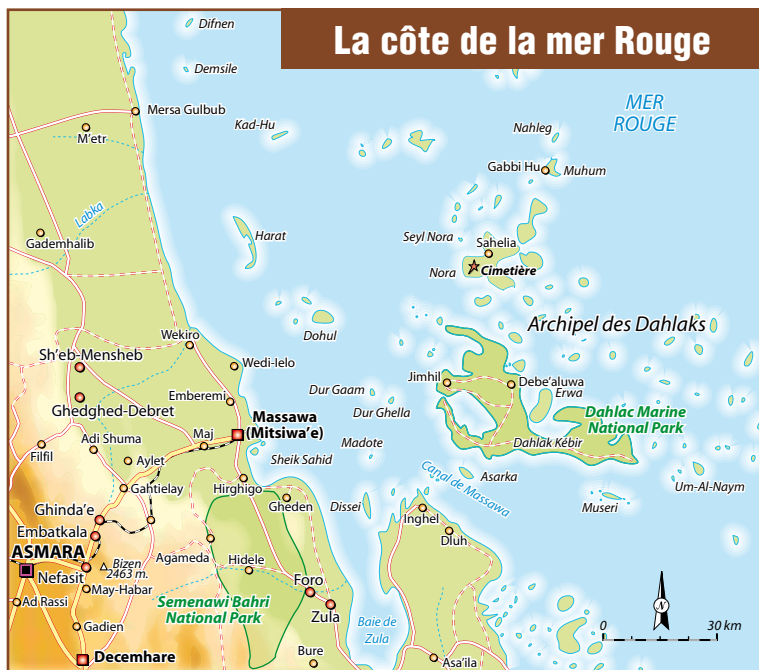 La côte de la mer Rouge
Difnen
Demsile
MER
ROUGE
Mersa Gulbub
Kad-Hu
Nahleg
M'etr
Gabbi Hu
Muhum
Labka
Gademhalib
Harat
Seyl Nora
Sahelia
Nora
Cimetière
Archipel des Dahlaks
Dohul
Wekiro
Sh'eb-Mensheb
Wedi-Ielo
Jimhil
Debe'aluwa
Erwa
Dur Gaam
Emberemi
Ghedghed-Debret
Dur Ghella
Massawa
(Mitsiwa'e)
Dahlac Marine
National Park
Adi Shuma
Maj
Madote
Dahlak Kébir
Filfil
Aylet
Sheik Sahid
Canal de Massawa
Asarka
Gahtielay
Hirghigo
Um-Al-Naym
Gheden
Dissei
Museri
Ghinda'e
Inghel
Embatkala
Dluh
ASMARA
Bizen
2463 m.
Agameda
Hidele
Nefasit
May-Habar
Foro
Ad Rassi
Semenawi Bahri
National Park
Zula
Gadien
Baie de
Zula
N
0
30 km
Decemhare
Bure
Asa'ila